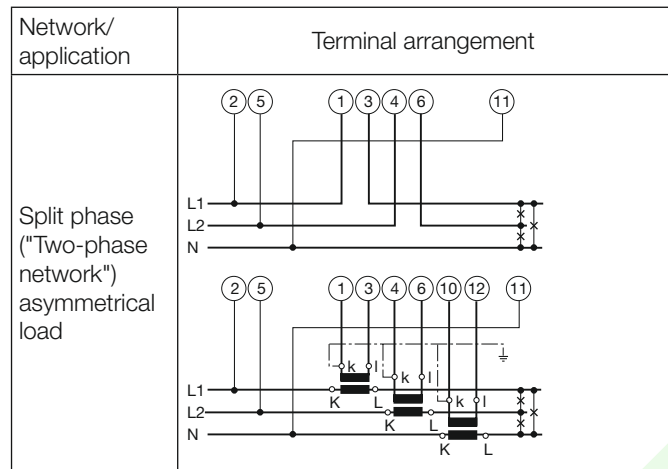 Network/
application
Terminal arrangement
Split phase
("Two-phase
network")
asymmetrical
load
2 5 1 3 4 6 11
L1
L2
N
2 5 1 3 4 6 10 12 11
k l
k l
k l
L1
K L
L2
K L
N
K L